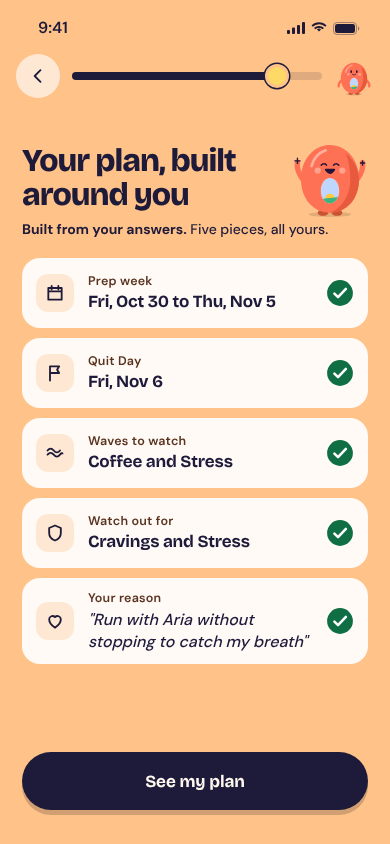 9:41
Your plan, built
around you
Built from your answers. Five pieces, all yours.
Prep week
Fri, Oct 30 to Thu, Nov 5
Quit Day
Fri, Nov 6
Waves to watch
Coffee and Stress
Watch out for
Cravings and Stress
Your reason
"Run with Aria without
stopping to catch my breath"
See my plan